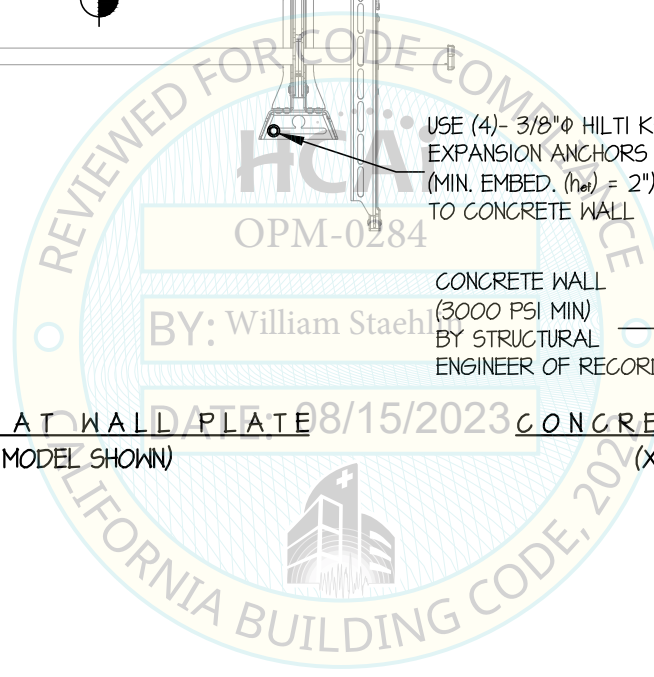 REVIEWED FOR CODE COMPLIANCE
HCAI
USE (4)- 3/8"Φ HILTI K
EXPANSION ANCHORS
(MIN. EMBED. (hef) = 2")
TO CONCRETE WALL
OPM-0284
CONCRETE WALL
(3000 PSI MIN)
BY STRUCTURAL
ENGINEER OF RECORD
BY: William Staehlin
DATE: 08/15/2023
AT WALL PLATE
MODEL SHOWN)
CONCRE
(X
CALIFORNIA BUILDING CODE, 2022